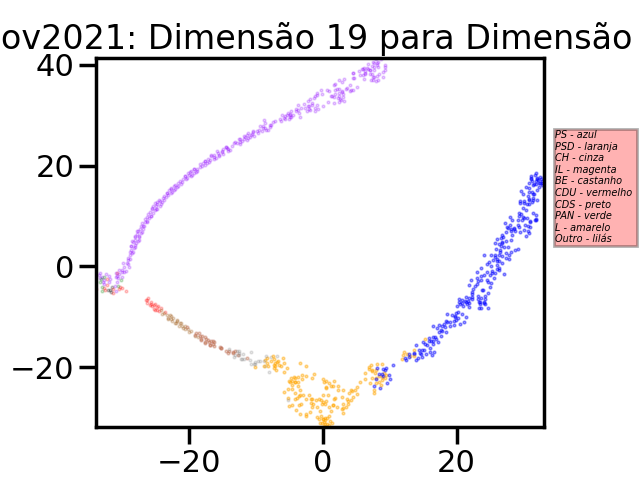 ov2021: Dimensão 19 para Dimensão
40
20
0
−20
−20
0
20
PS - azul
PSD - laranja
CH - cinza
IL - magenta
BE - castanho
CDU - vermelho
CDS - preto
PAN - verde
L - amarelo
Outro - lilás